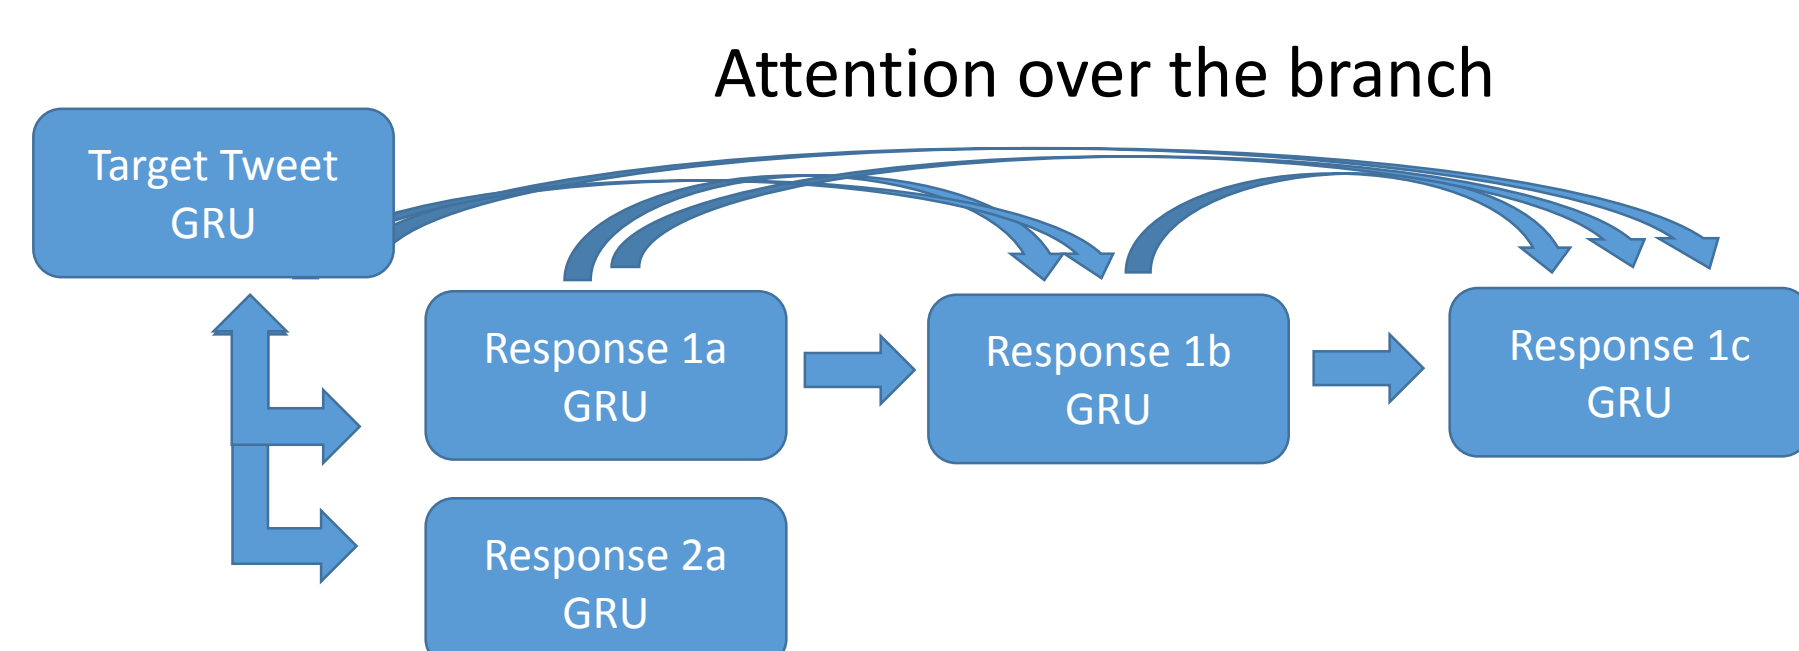 Attention over the branch
Target Tweet
GRU
Response 1a
GRU
Response 1b
GRU
Response 1c
GRU
Response 2a
GRU